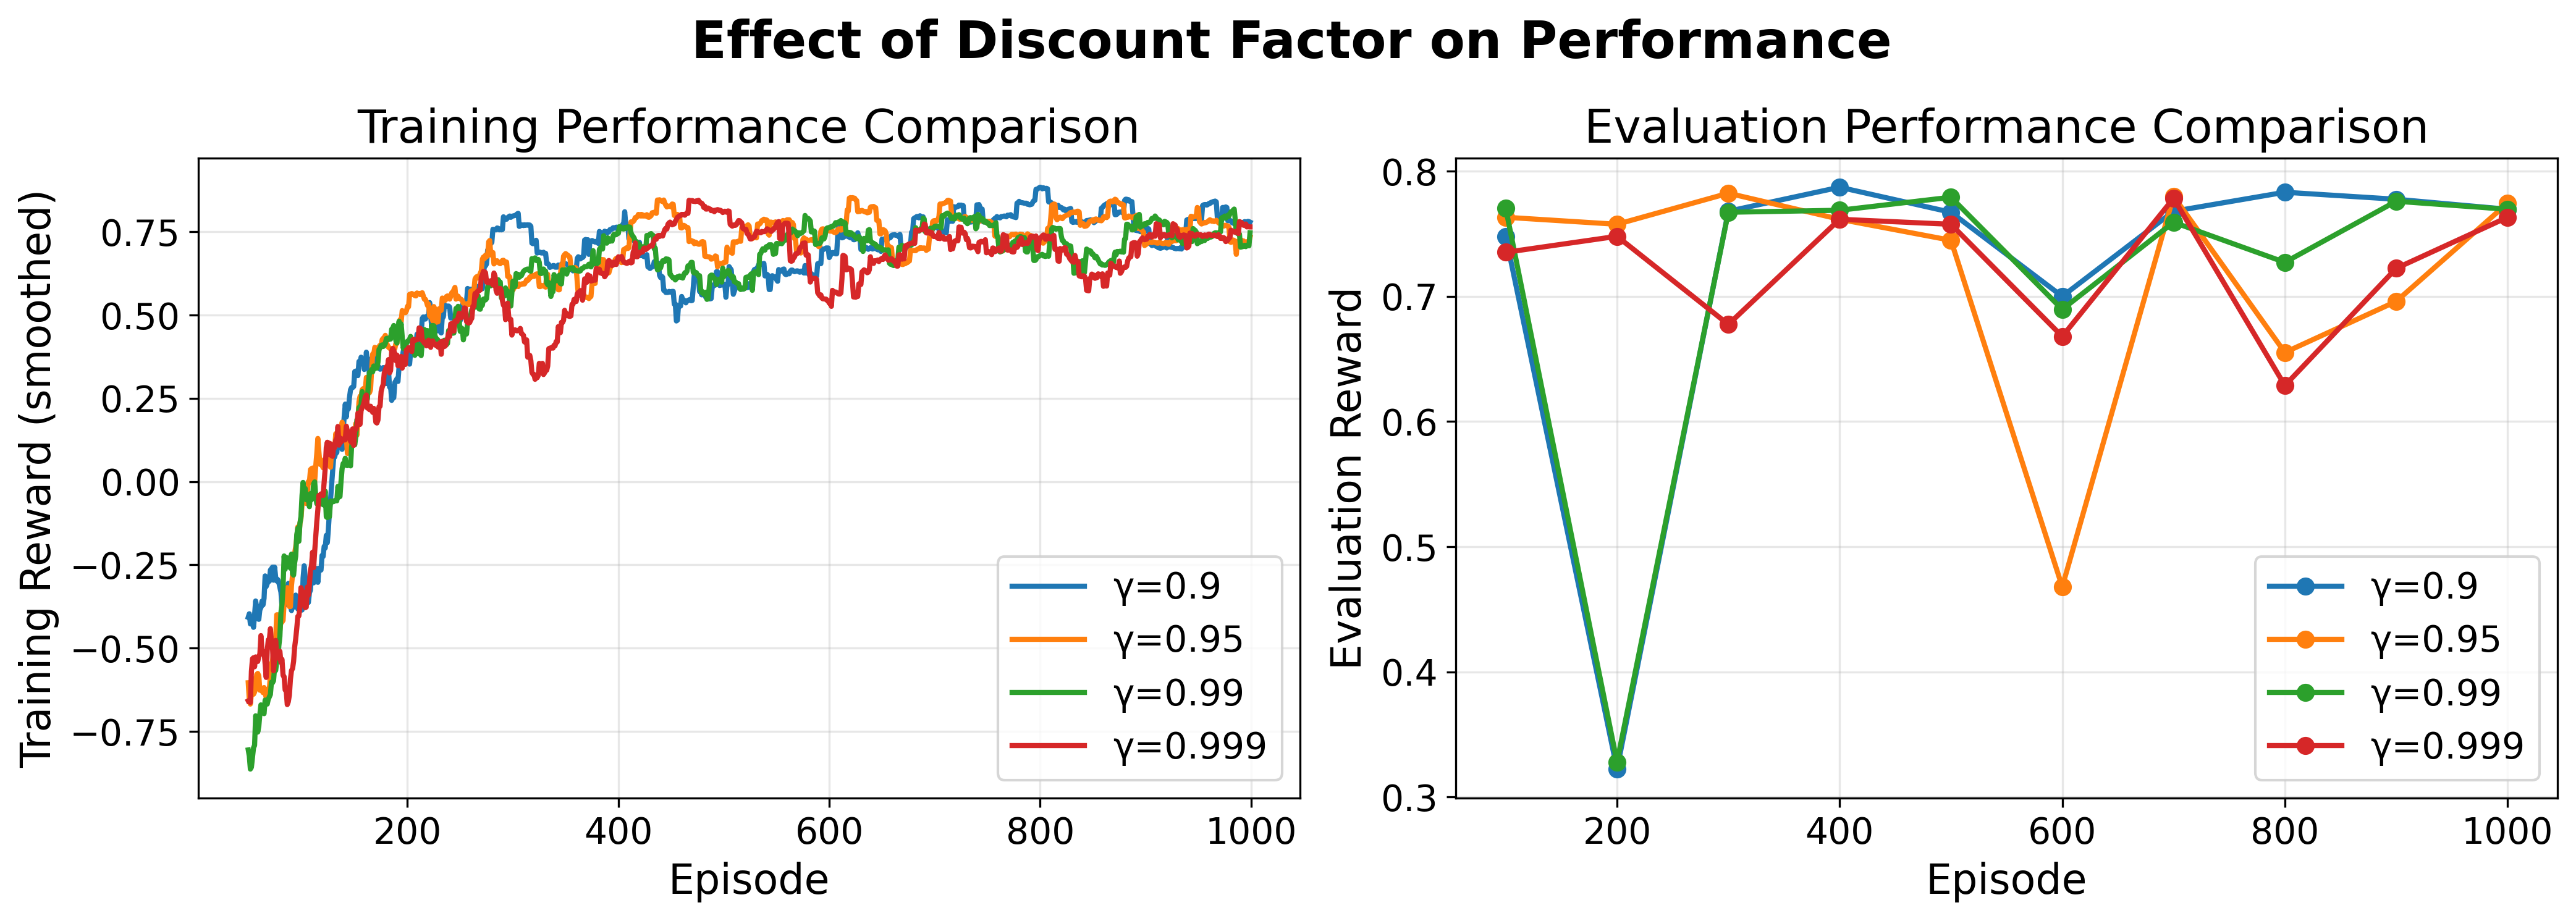 Effect of Discount Factor on Performance
Training Performance Comparison
Training Reward (smoothed)
0.75
0.50
0.25
0.00
−0.25
−0.50
−0.75
200
400
600
800
1000
Episode
γ=0.9
γ=0.95
γ=0.99
γ=0.999
Evaluation Performance Comparison
Evaluation Reward
0.8
0.7
0.6
0.5
0.4
0.3
200
400
600
800
1000
Episode
γ=0.9
γ=0.95
γ=0.99
γ=0.999